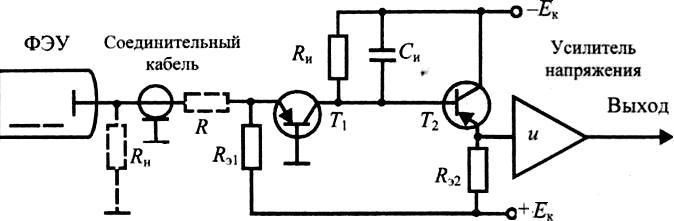 ФЭУ
Соединительный
кабель
Rн
R
Rэ1
Rи
Cи
T1
T2
Rэ2
–Eк
+Eк
Усилитель
напряжения
u
Выход